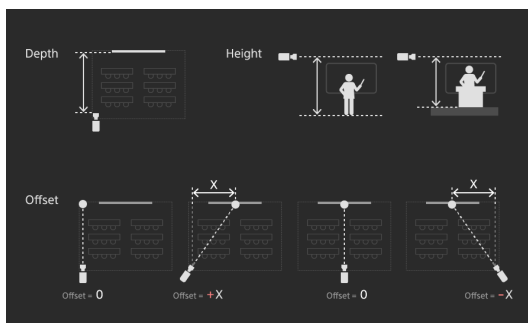 Depth
Height
Offset
X
X
Offset = 0
Offset = +X
Offset = 0
Offset = -X